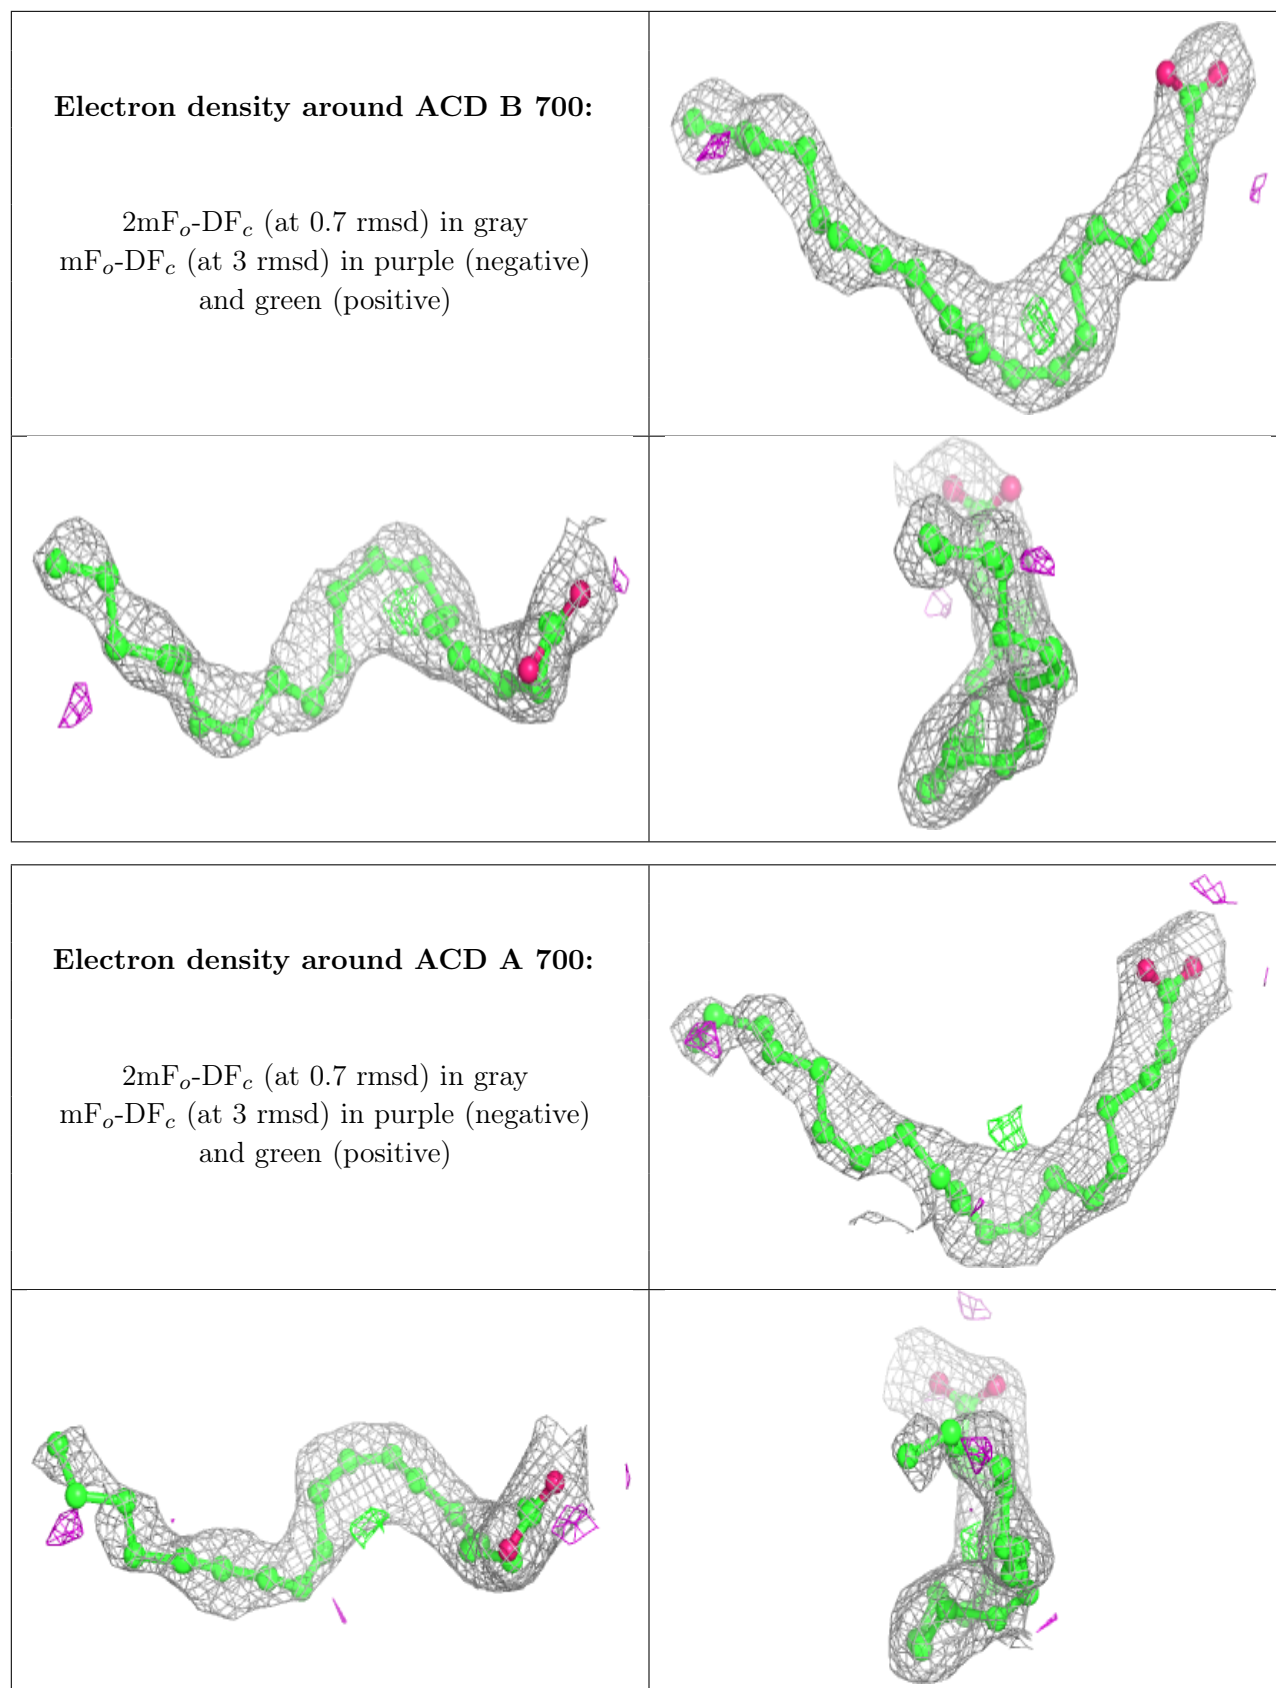 Electron density around ACD B 700:
2mFo-DFc (at 0.7 rmsd) in gray
mFo-DFc (at 3 rmsd) in purple (negative)
and green (positive)
Electron density around ACD A 700:
2mFo-DFc (at 0.7 rmsd) in gray
mFo-DFc (at 3 rmsd) in purple (negative)
and green (positive)